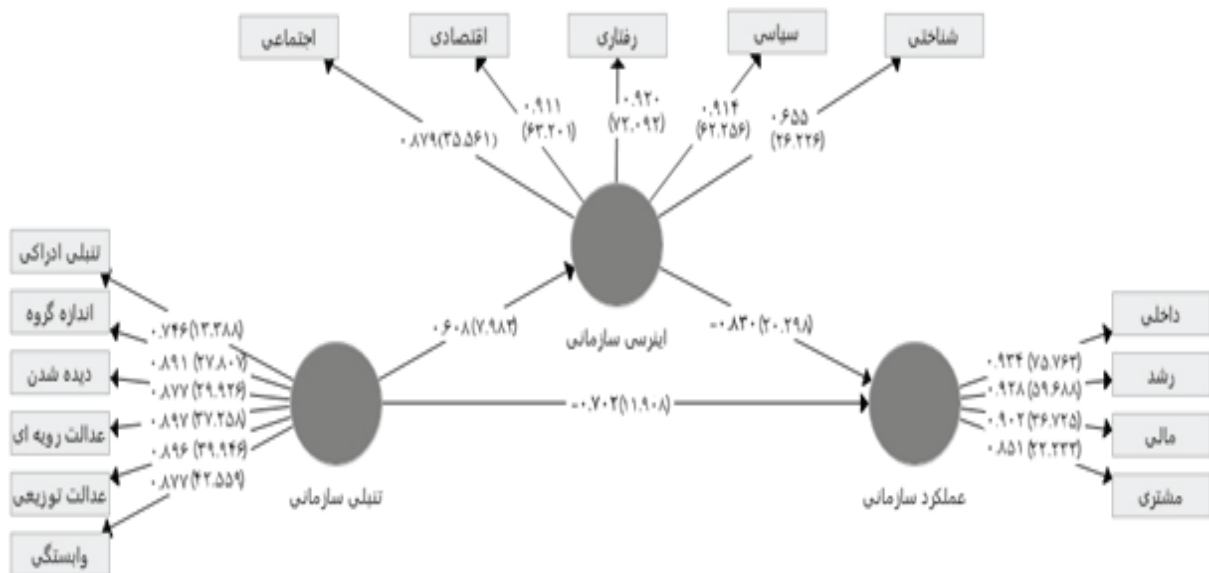 اجتماعی
اقتصادی
رفتاری
سیاسی
شناختی
۰.۸۷۹(۳۵.۵۶۱)
۰.۹۱۱
(۶۳.۲۰۱)
۰.۹۲۰
(۷۲.۰۹۲)
۰.۹۱۴
(۶۲.۲۵۶)
۰.۶۵۵
(۲۶.۲۲۶)
تنبلی ادراکی
اندازه گروه
دیده شدن
عدالت رویه ای
عدالت توزیعی
وابستگی
۰.۷۴۶(۱۳.۳۸۸)
۰.۸۹۱ (۲۷.۸۰۷)
۰.۸۷۷ (۲۹.۹۲۶)
۰.۸۹۷ (۳۷.۲۵۸)
۰.۸۹۶ (۳۹.۹۴۶)
۰.۸۷۷(۴۲.۵۵۹)
تنبلی سازمانی
۰.۶۰۸(۷.۹۸۳)
اینرسی سازمانی
-۰.۸۳۰(۲۰.۲۹۸)
-۰.۷۰۲(۱۱.۹۰۸)
عملکرد سازمانی
۰.۹۳۴ (۷۵.۷۶۳)
۰.۹۲۸ (۵۹.۶۸۸)
۰.۹۰۲ (۳۶.۷۲۵)
۰.۸۵۱ (۲۲.۲۳۳)
داخلی
رشد
مالی
مشتری